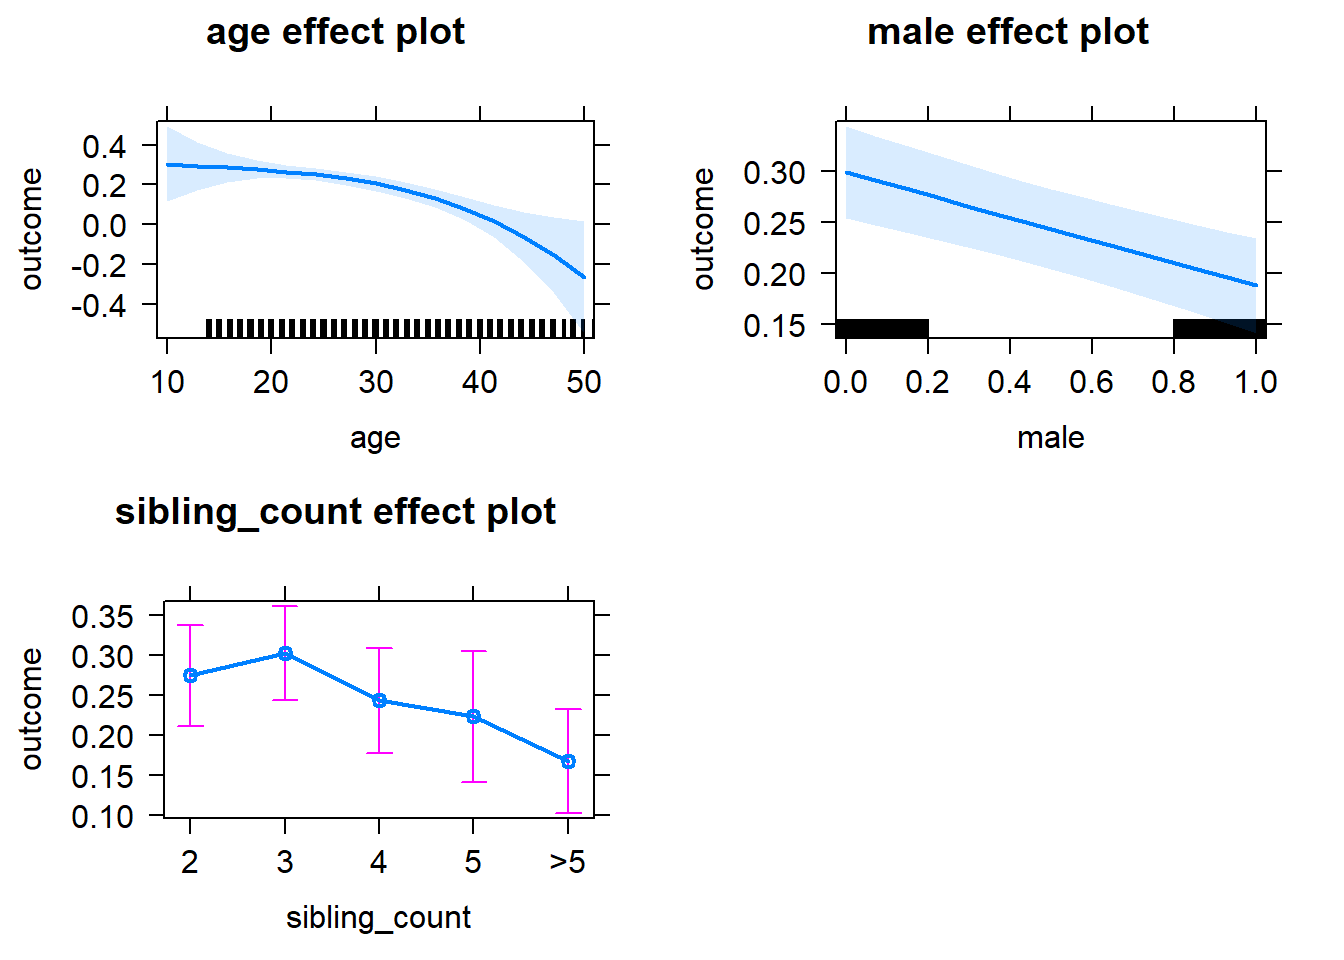 age effect plot
outcome
0.4
0.2
0.0
-0.2
-0.4
10 20 30 40 50
age
male effect plot
outcome
0.30
0.25
0.20
0.15
0.0 0.2 0.4 0.6 0.8 1.0
male
sibling_count effect plot
outcome
0.35
0.30
0.25
0.20
0.15
0.10
2 3 4 5 >5
sibling_count